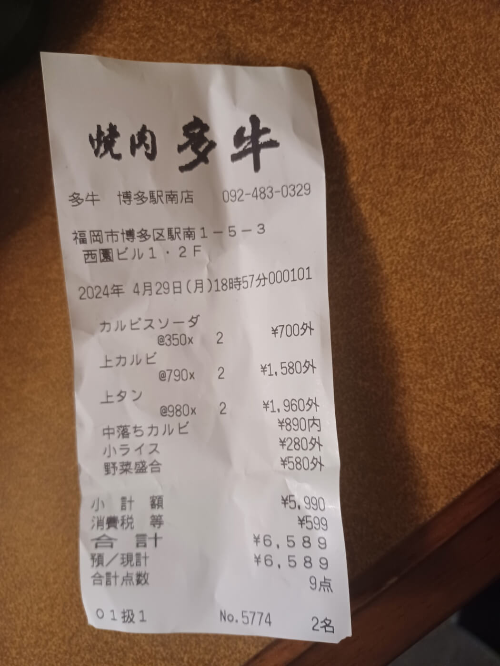 焼肉 多牛
多牛 博多駅南店 092-483-0329
福岡市博多区駅南１－５－３
西園ビル１・２Ｆ
2024年 4月29日(月)18時57分000101
カルピスソーダ
@350x 2 ¥700外
上カルビ
@790x 2 ¥1,580外
上タン
@980x 2 ¥1,960外
中落ちカルビ ¥890内
小ライス ¥280外
野菜盛合 ¥580外
小 計 額 ¥5,990
消費税 等 ¥599
合 計 ¥6,589
預／現計 ¥6,589
合計点数 9点
０１扱１ No.5774 2名